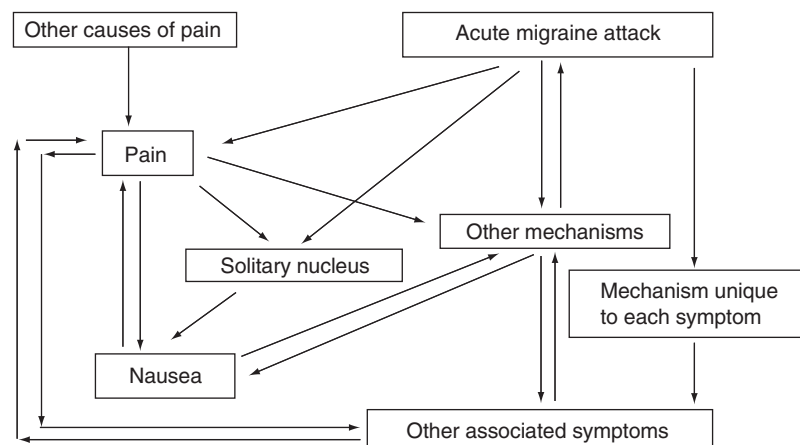 Other causes of pain
Acute migraine attack
Pain
Other mechanisms
Solitary nucleus
Mechanism unique
to each symptom
Nausea
Other associated symptoms